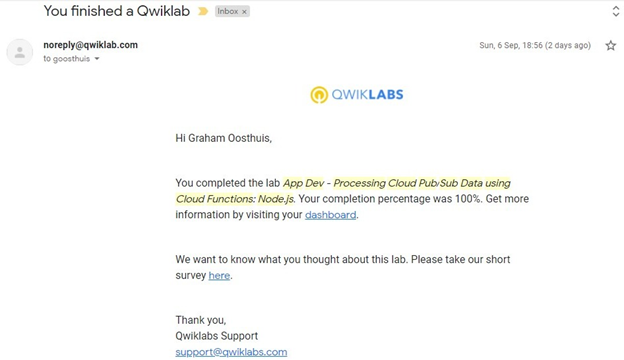 You finished a Qwiklab Inbox x
noreply@qwiklab.com Sun, 6 Sep, 18:56 (2 days ago)
to goosthuis
QWIKLABS
Hi Graham Oosthuis,
You completed the lab App Dev - Processing Cloud Pub/Sub Data using
Cloud Functions: Node.js. Your completion percentage was 100%. Get more
information by visiting your dashboard.
We want to know what you thought about this lab. Please take our short
survey here.
Thank you,
Qwiklabs Support
support@qwiklabs.com